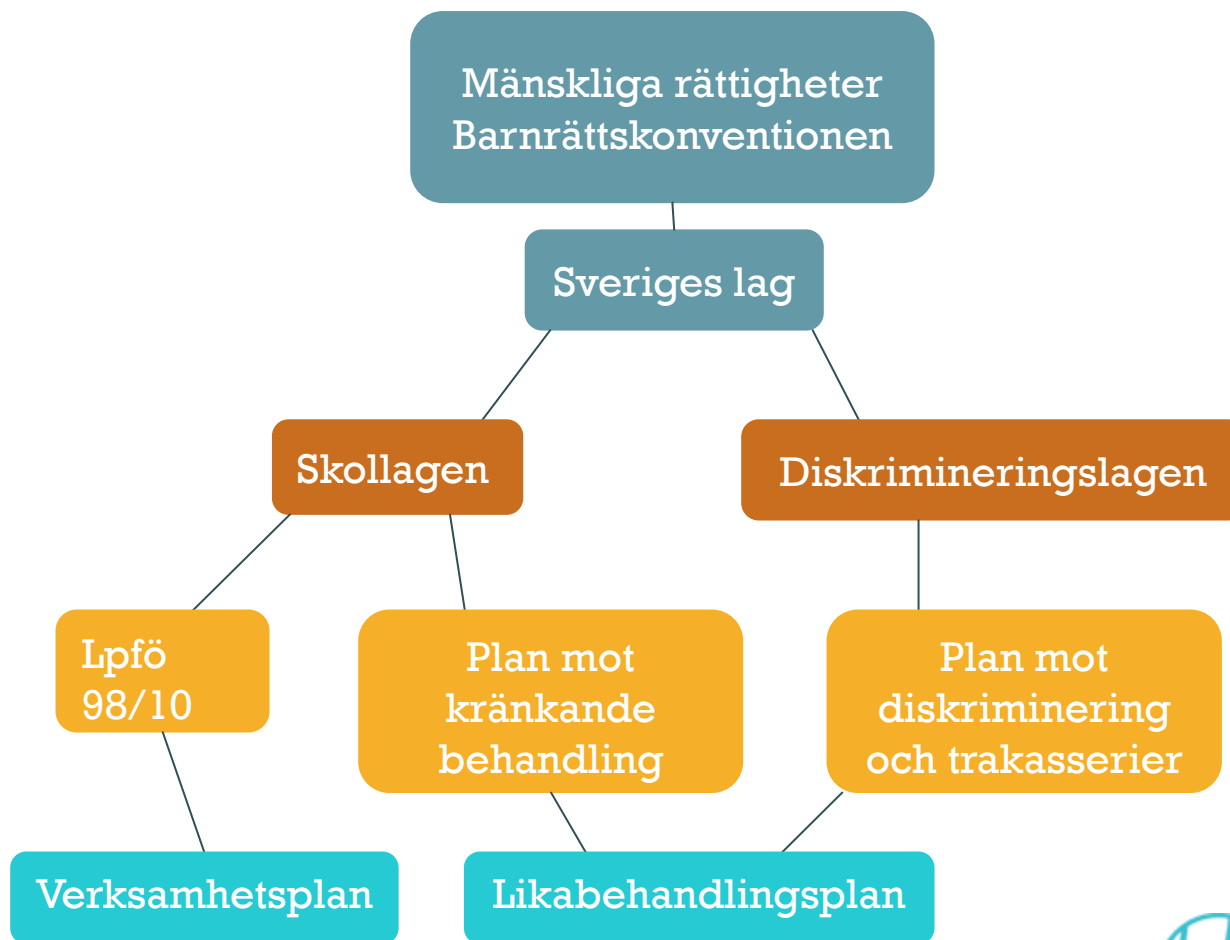 Mänskliga rättigheter
Barnrättskonventionen
Sveriges lag
Skollagen
Diskrimineringslagen
Lpfö
98/10
Plan mot
kränkande
behandling
Plan mot
diskriminering
och trakasserier
Verksamhetsplan
Likabehandlingsplan